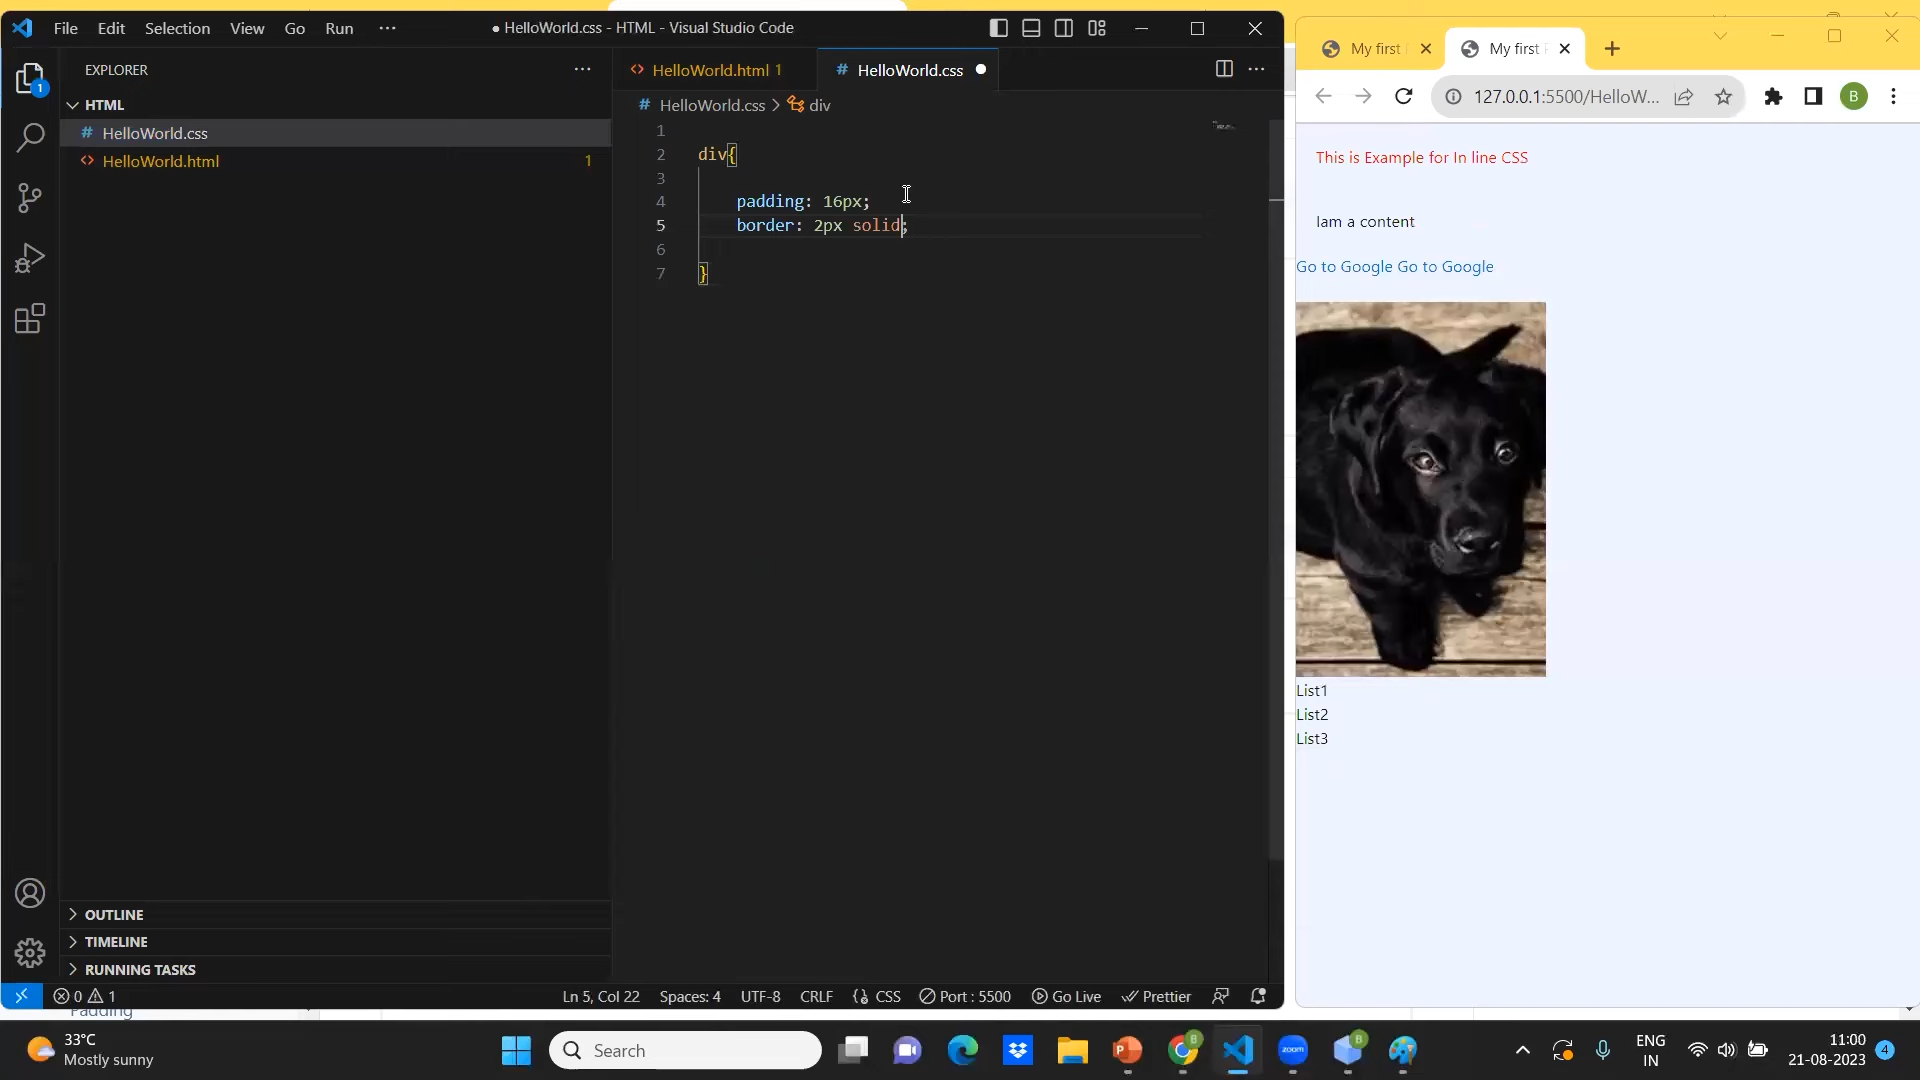 File Edit Selection View Go Run ··· ● HelloWorld.css - HTML - Visual Studio Code
EXPLORER ···
HTML
HelloWorld.css
HelloWorld.html 1
OUTLINE
TIMELINE
RUNNING TASKS
1
HelloWorld.html 1
# HelloWorld.css ●
# HelloWorld.css > div
1
2 div{
3
4 padding: 16px;
5 border: 2px solid;
6
7 }
0 1
Ln 5, Col 22 Spaces: 4 UTF-8 CRLF {} CSS Port : 5500 Go Live Prettier
My first
My first
127.0.0.1:5500/HelloW...
B
This is Example for In line CSS
Iam a content
Go to Google Go to Google
List1
List2
List3
Padding
33°C
Mostly sunny
Search
zoom
ENG
IN
11:00
21-08-2023
4